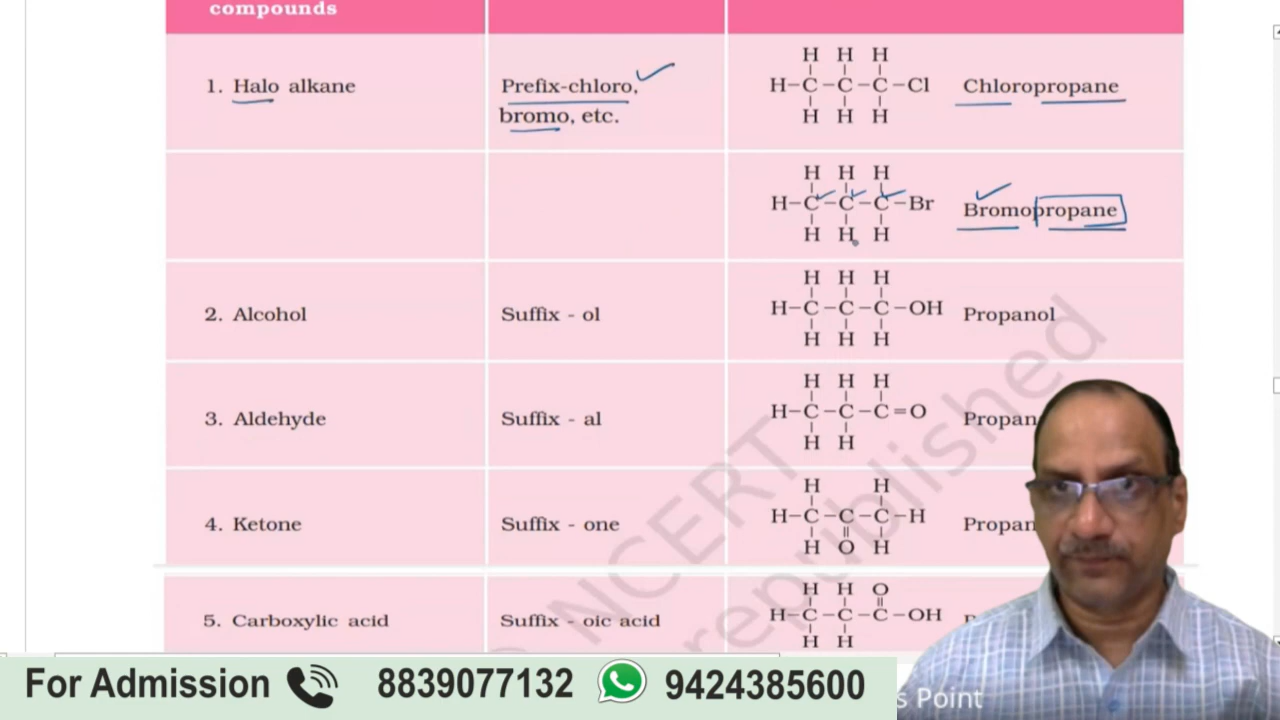 compounds
1. Halo alkane
Prefix-chloro,
bromo, etc.
H H H
H-C-C-C-Cl
H H H
Chloropropane
H H H
H-C-C-C-Br
H H H
Bromopropane
2. Alcohol
Suffix - ol
H H H
H-C-C-C-OH
H H H
Propanol
3. Aldehyde
Suffix - al
H H H
H-C-C-C=O
H H
Propan
4. Ketone
Suffix - one
H H
H-C-C-C-H
H O H
Propan
5. Carboxylic acid
Suffix - oic acid
H H O
H-C-C-C-OH
H H
NCERT
republished
For Admission 8839077132 9424385600
s Point